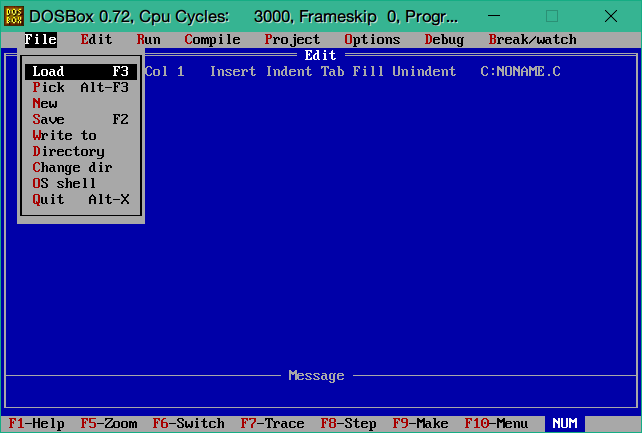 DOS BOX DOSBox 0.72, Cpu Cycles: 3000, Frameskip 0, Progr...
File Edit Run Compile Project Options Debug Break/watch
Edit
Col 1 Insert Indent Tab Fill Unindent C:NONAME.C
Load F3
Pick Alt-F3
New
Save F2
Write to
Directory
Change dir
OS shell
Quit Alt-X
Message
F1-Help F5-Zoom F6-Switch F7-Trace F8-Step F9-Make F10-Menu NUM